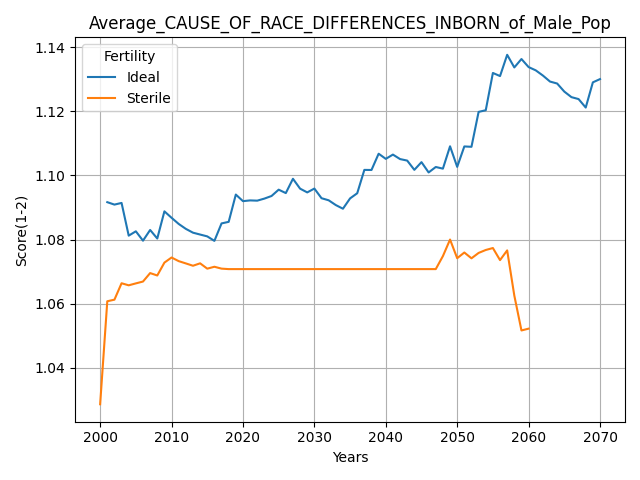 Average_CAUSE_OF_RACE_DIFFERENCES_INBORN_of_Male_Pop
Fertility
Ideal
Sterile
Score(1-2)
1.14
1.12
1.10
1.08
1.06
1.04
2000 2010 2020 2030 2040 2050 2060 2070
Years